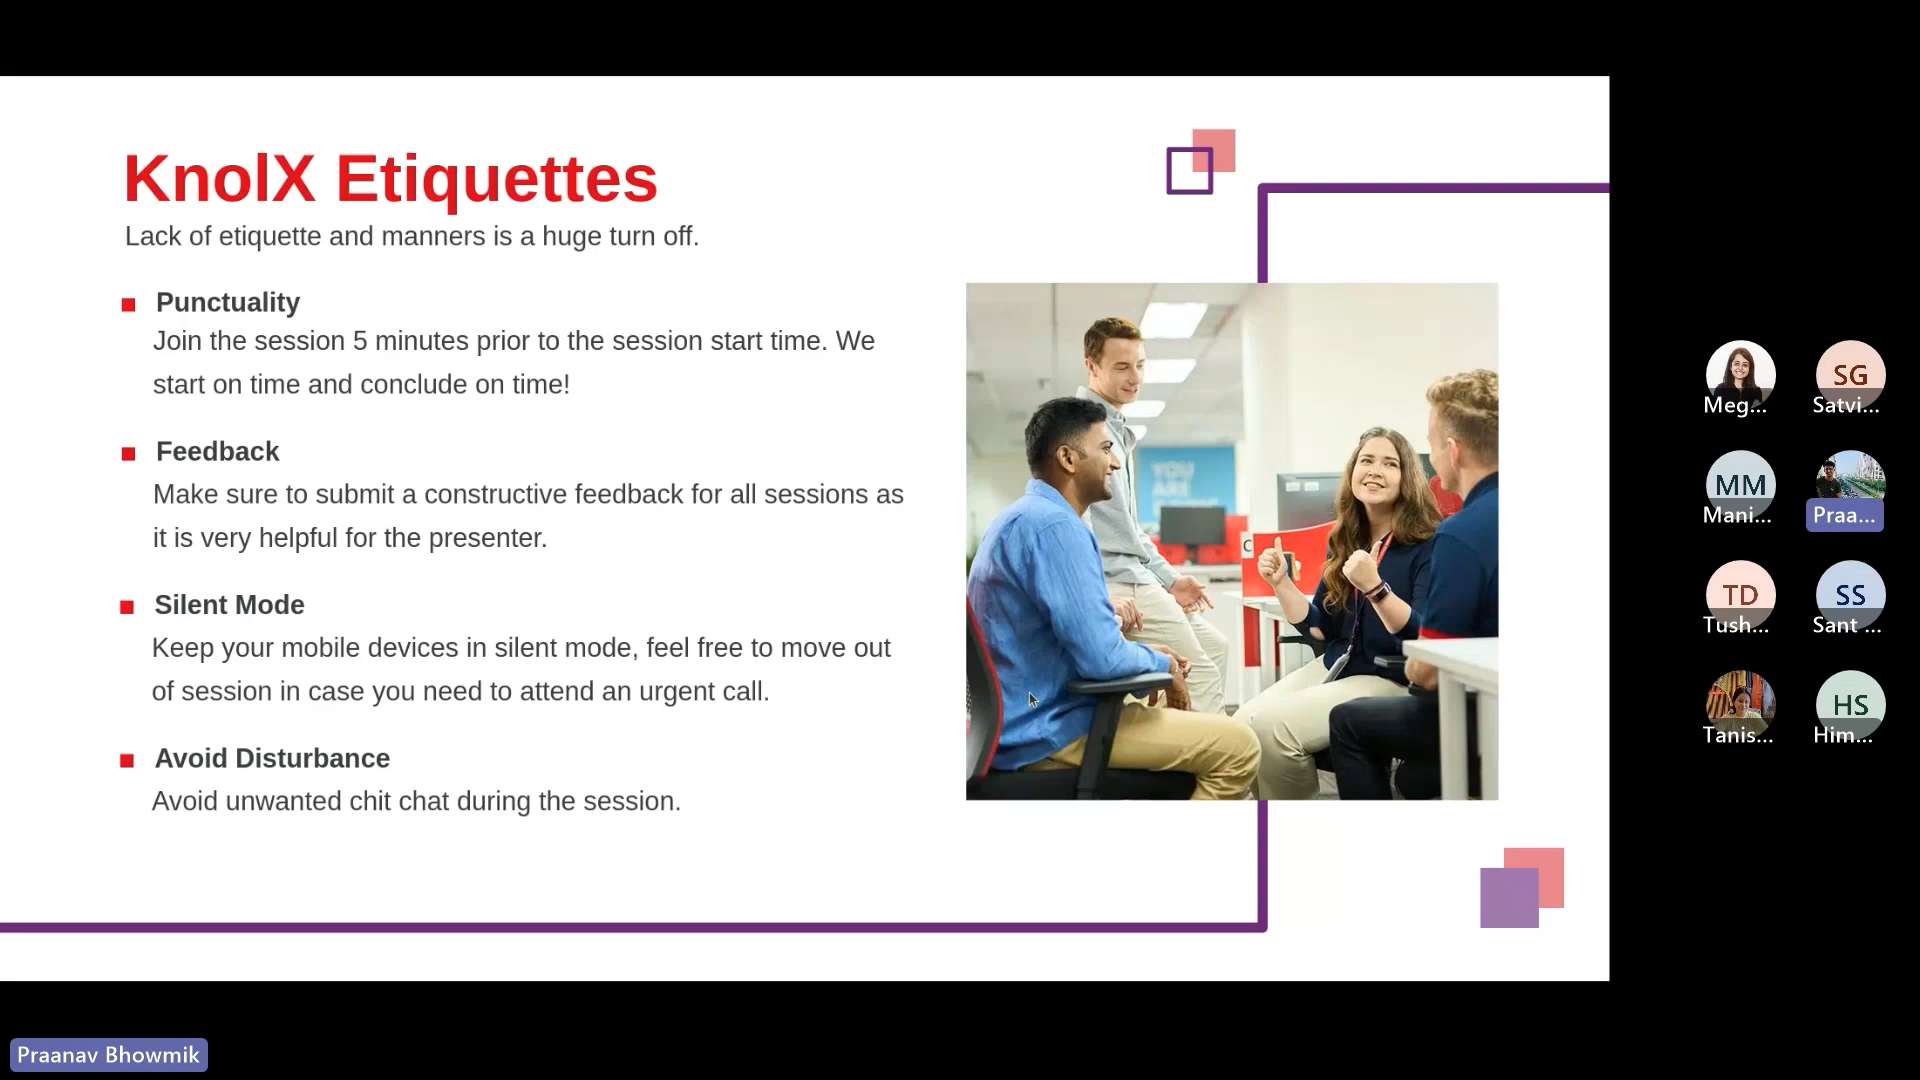 KnolX Etiquettes
Lack of etiquette and manners is a huge turn off.
Punctuality
Join the session 5 minutes prior to the session start time. We
start on time and conclude on time!
Feedback
Make sure to submit a constructive feedback for all sessions as
it is very helpful for the presenter.
Silent Mode
Keep your mobile devices in silent mode, feel free to move out
of session in case you need to attend an urgent call.
Avoid Disturbance
Avoid unwanted chit chat during the session.
YOU
ARE
C
Meg...
SG
Satvi...
MM
Mani...
Praa...
TD
Tush...
SS
Sant ...
Tanis...
HS
Him...
Praanav Bhowmik